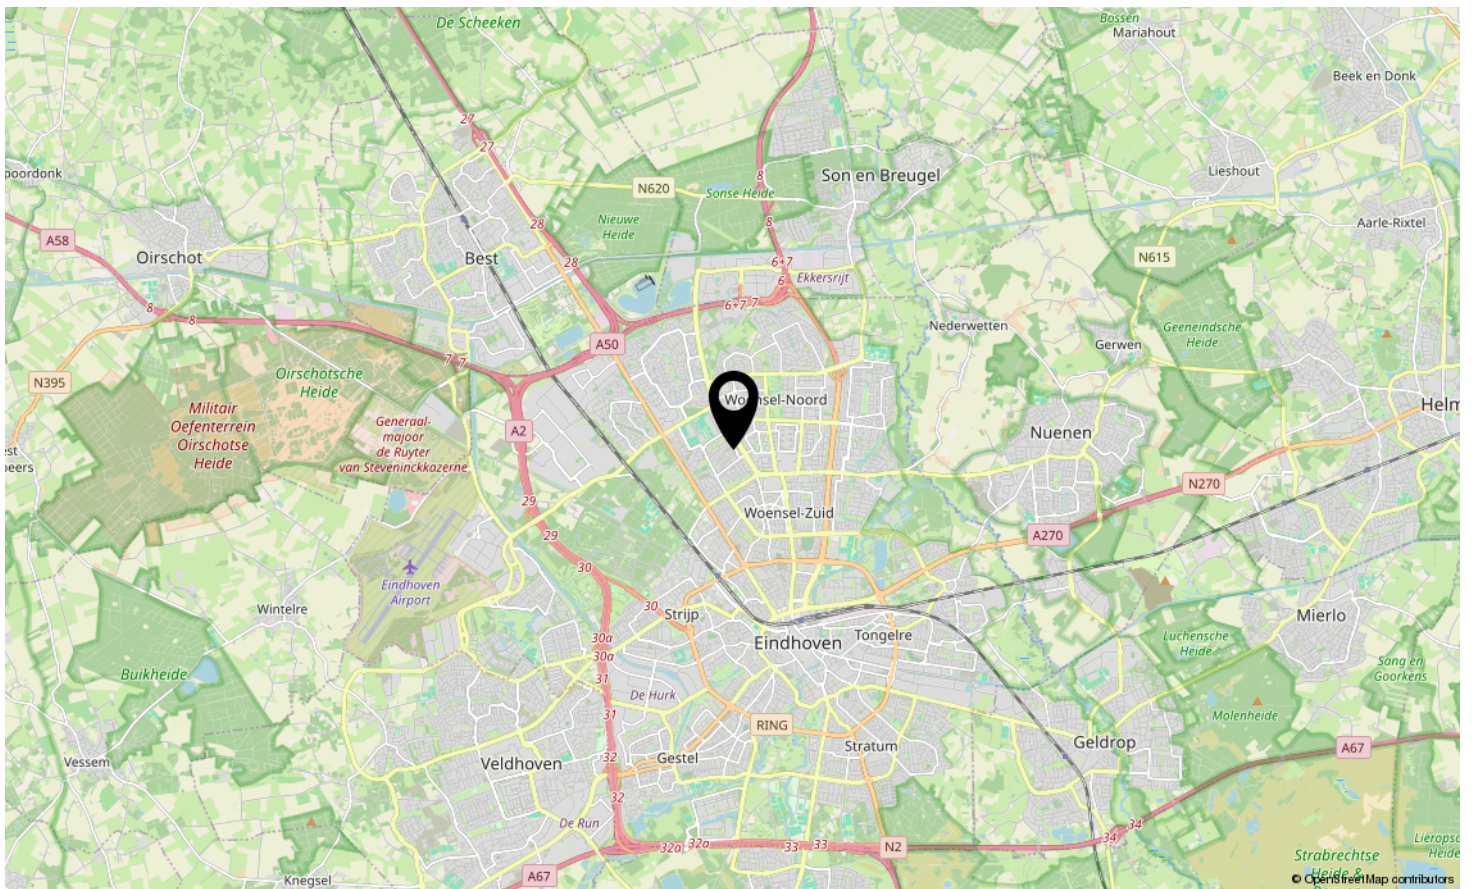 De Scheeken
Bossen
Mariahout
Beek en Donk
27
27
Lieshout
Son en Breugel
8
N620
Sonse Heide
Nieuwe
Heide
28
8
Aarle-Rixtel
A58
Oirschot
Best
28
6+7
6
Ekkersrijt
N615
8
8
6+7
7
Nederwetten
Gerwen
Geeneindsche
Heide
A50
7
7
N395
Oirschotsche
Heide
Militair
Oefenterrein
Oirschotse
Heide
Generaal-
majoor
de Ruyter
van Steveninckkazerne
A2
Woensel-Noord
Nuenen
Helm
N270
29
29
Woensel-Zuid
A270
30
Eindhoven
Airport
Wintelre
30
Strijp
Eindhoven
Tongelre
Mierlo
Luchensche
Heide
30a
30a
31
31
Buikheide
De Hurk
Sang en
Goorkens
Molenheide
RING
Stratum
Geldrop
A67
Vessem
Veldhoven
Gestel
32
32
De Run
34
34
32a
32a
33
33
N2
A67
Knegsel
Strabrechtse
Heide &
© OpenStreetMap contributors